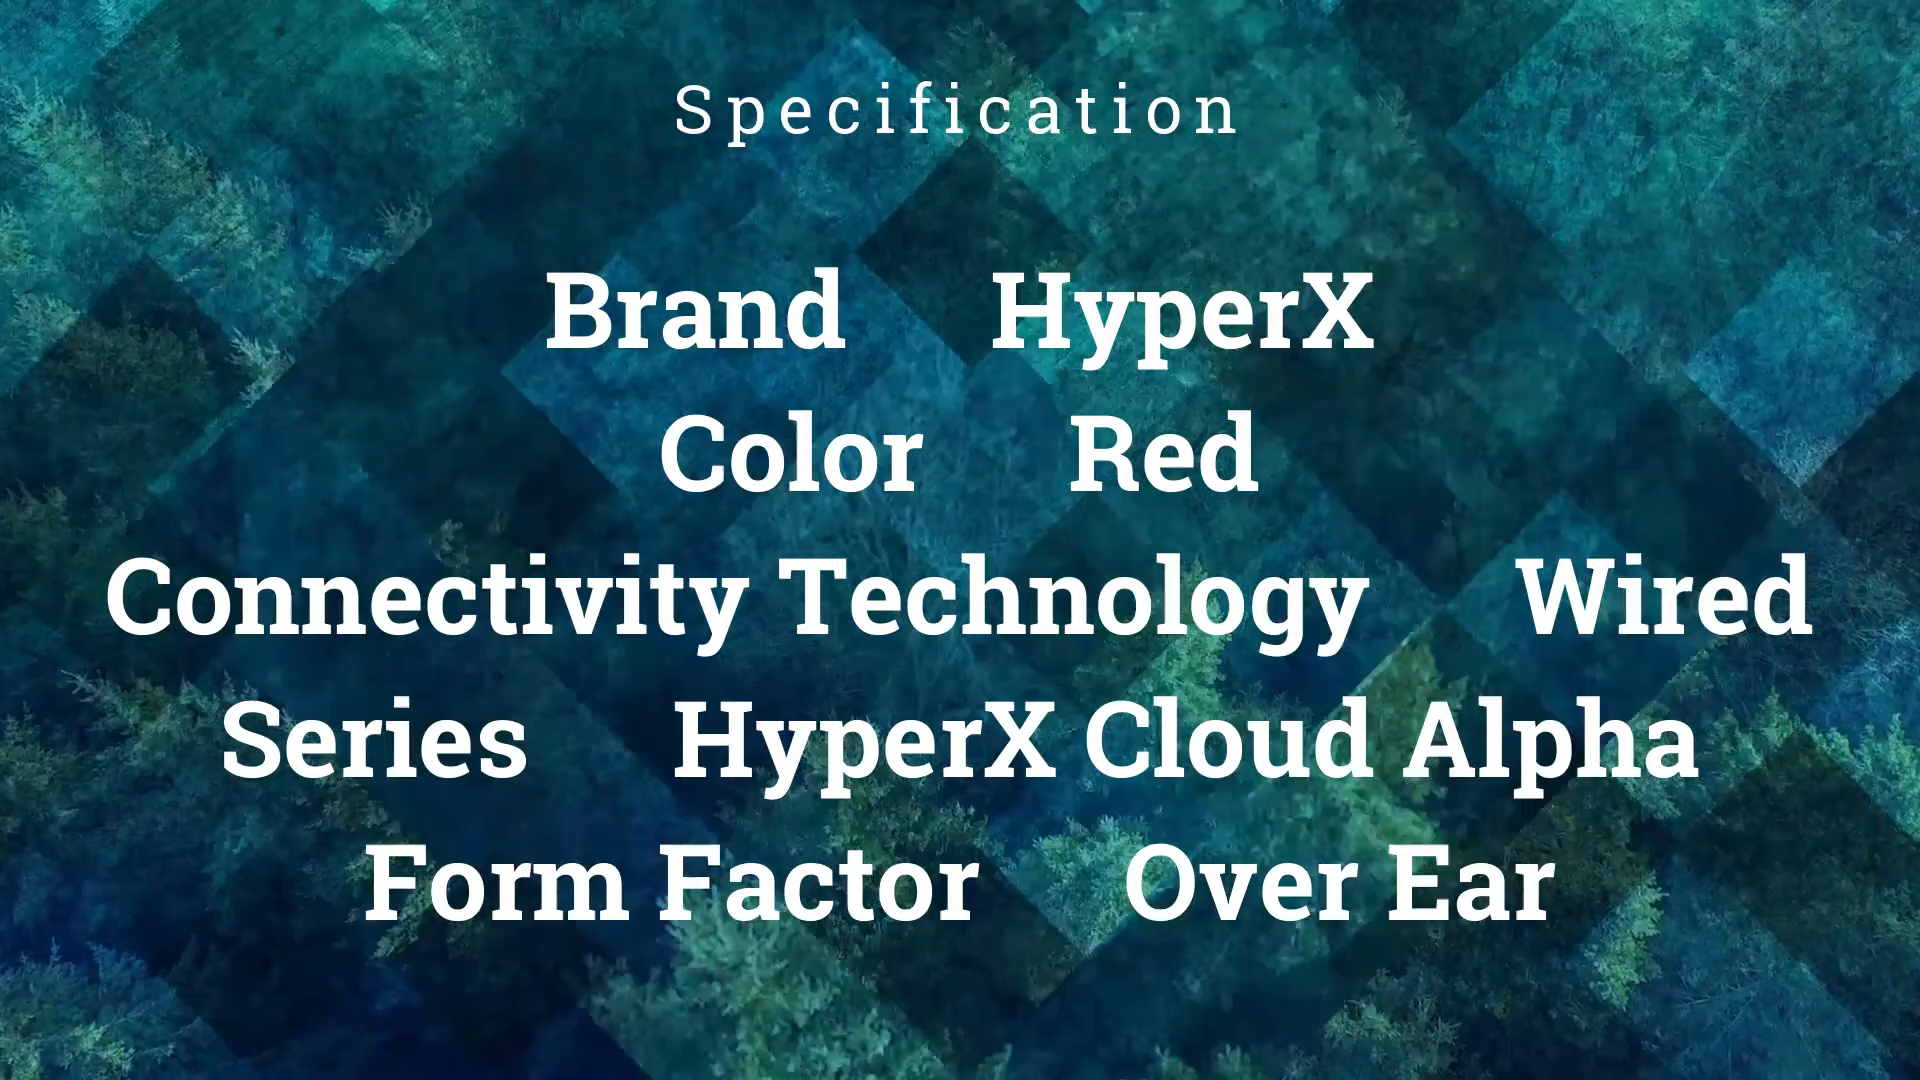 Specification
Brand HyperX
Color Red
Connectivity Technology Wired
Series HyperX Cloud Alpha
Form Factor Over Ear